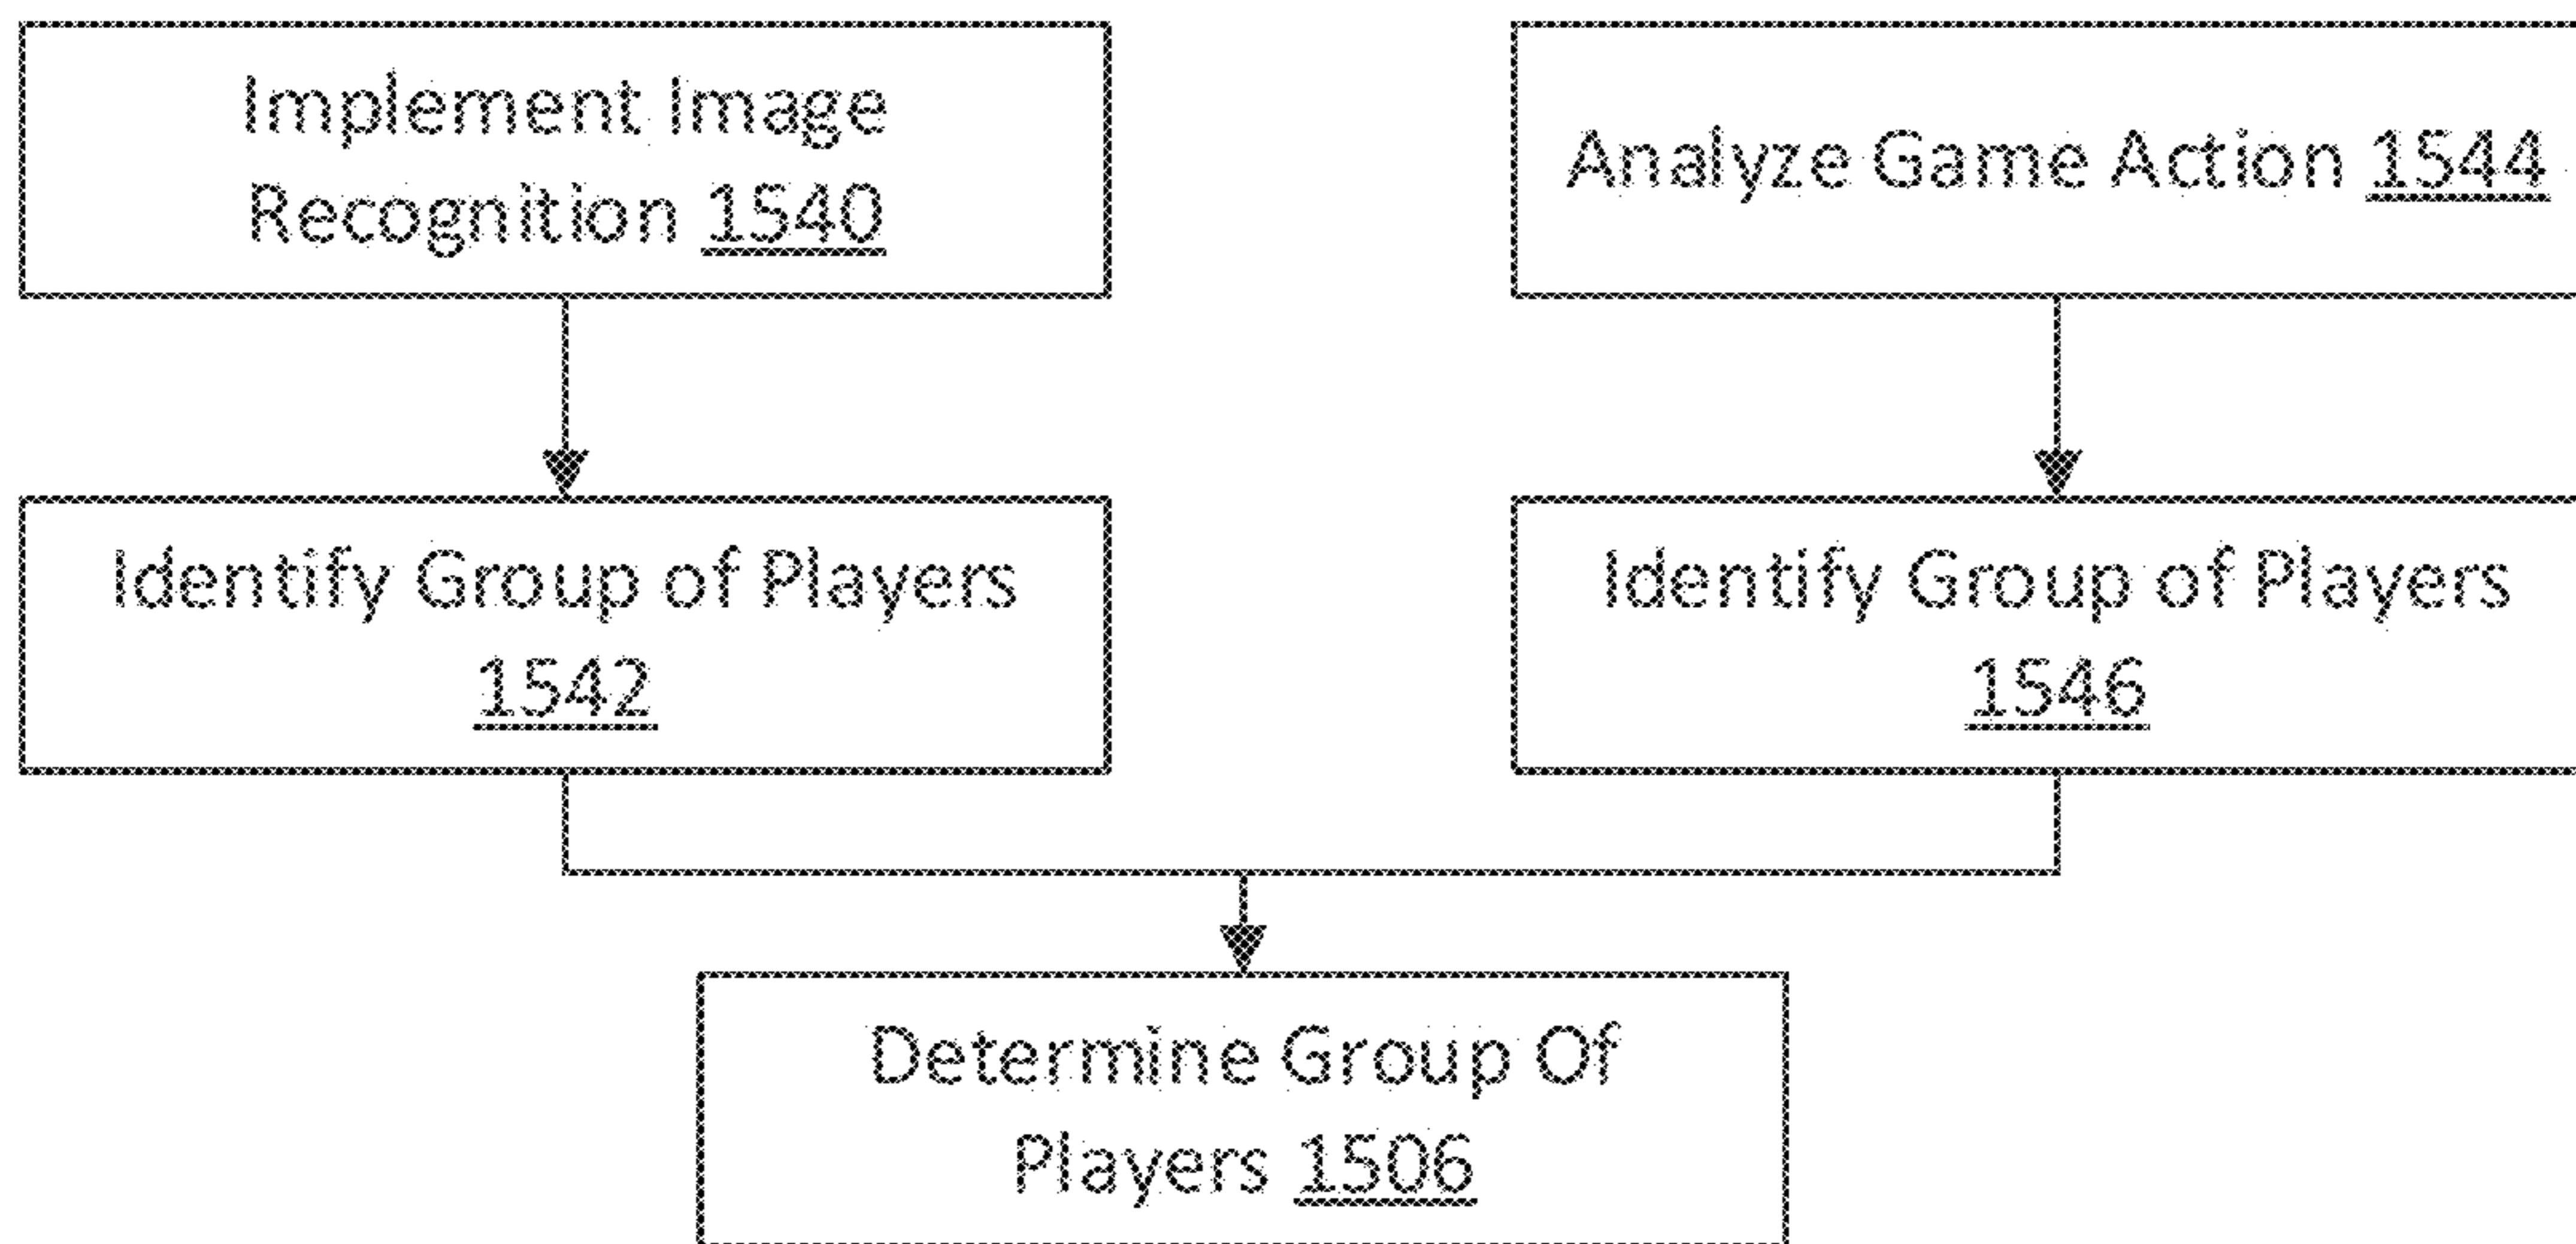 Implement Image
Recognition 1540
Analyze Game Action 1544
Identify Group of Players
1542
Identify Group of Players
1546
Determine Group Of
Players 1506